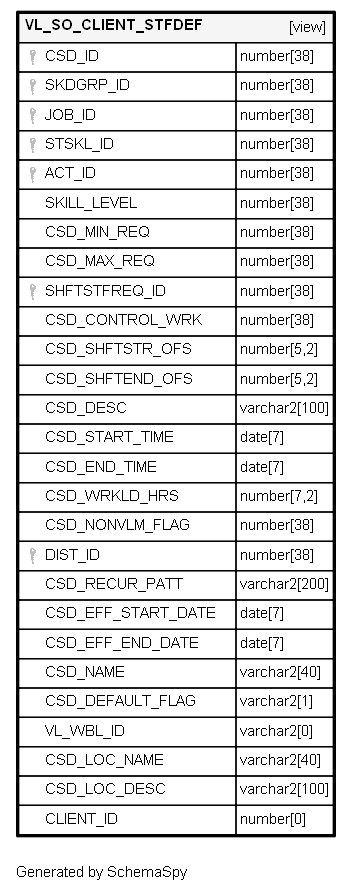 VL_SO_CLIENT_STFDEF [view]
CSD_ID number[38]
SKDGRP_ID number[38]
JOB_ID number[38]
STSKL_ID number[38]
ACT_ID number[38]
SKILL_LEVEL number[38]
CSD_MIN_REQ number[38]
CSD_MAX_REQ number[38]
SHFTSTFREQ_ID number[38]
CSD_CONTROL_WRK number[38]
CSD_SHFTSTR_OFS number[5,2]
CSD_SHFTEND_OFS number[5,2]
CSD_DESC varchar2[100]
CSD_START_TIME date[7]
CSD_END_TIME date[7]
CSD_WRKLD_HRS number[7,2]
CSD_NONVLM_FLAG number[38]
DIST_ID number[38]
CSD_RECUR_PATT varchar2[200]
CSD_EFF_START_DATE date[7]
CSD_EFF_END_DATE date[7]
CSD_NAME varchar2[40]
CSD_DEFAULT_FLAG varchar2[1]
VL_WBL_ID varchar2[0]
CSD_LOC_NAME varchar2[40]
CSD_LOC_DESC varchar2[100]
CLIENT_ID number[0]
Generated by SchemaSpy